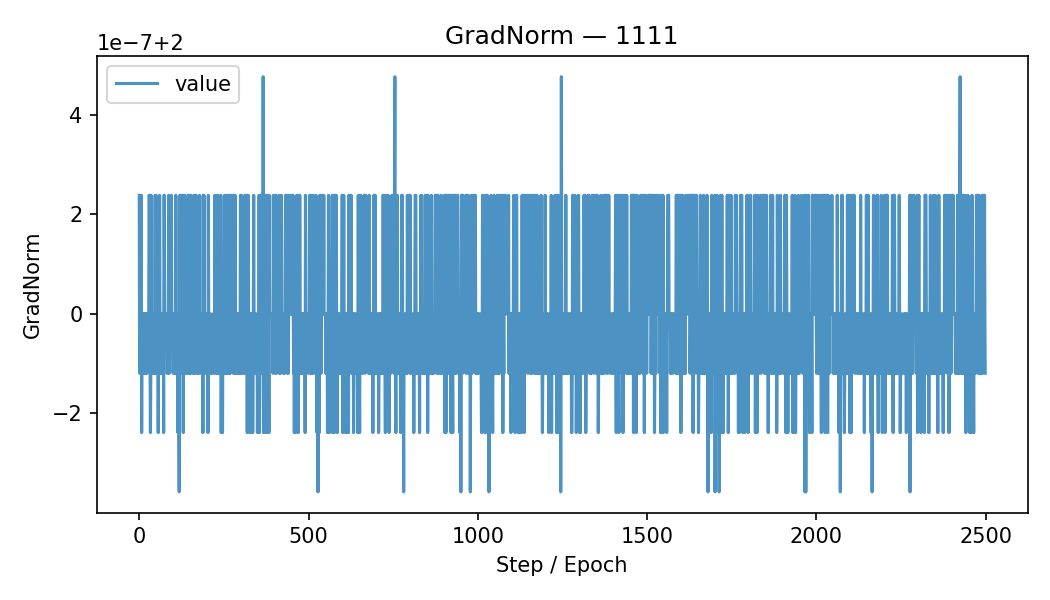 GradNorm — 1111
1e−7+2
value
GradNorm
4
2
0
−2
0
500
1000
1500
2000
2500
Step / Epoch